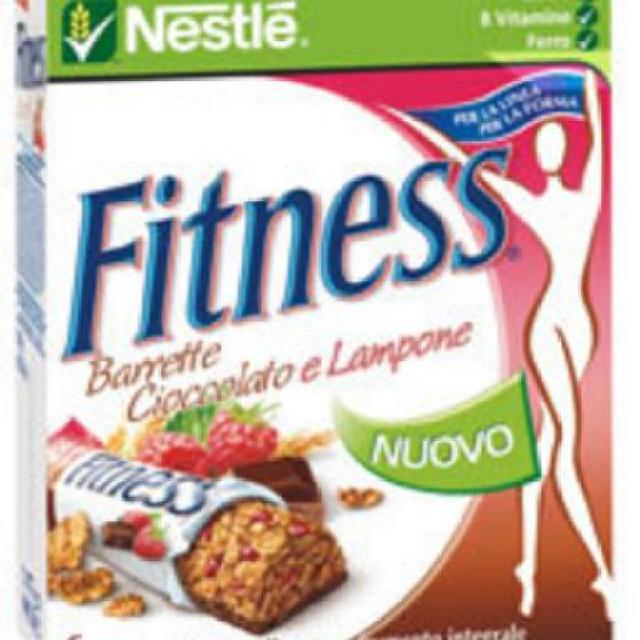 Nestlé®
8 Vitamine
Ferro
PER LA LINEA
PER LA FORMA
Fitness®
Barrette
Cioccolato e Lampone
NUOVO
Fitness
integrale